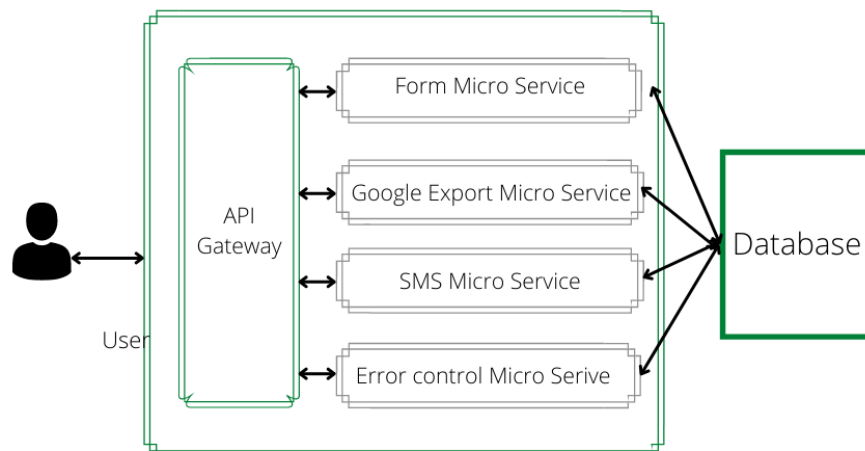 Form Micro Service
Google Export Micro Service
API
Gateway
Database
SMS Micro Service
User
Error control Micro Serive